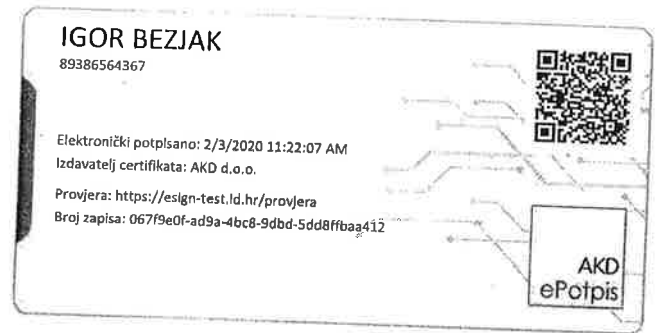 IGOR BEZJAK
89386564367
Elektronički potpisano: 2/3/2020 11:22:07 AM
Izdavatelj certifikata: AKD d.o.o.
Provjera: https://esign-test.id.hr/provjera
Broj zapisa: 067f9e0f-ad9a-4bc8-9dbd-5dd8ffbaa412
AKD
ePotpis